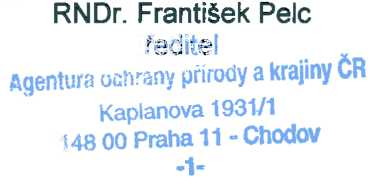 RNDr. František Pelc
ředitel
Agentura ochrany přírody a krajiny ČR
Kaplanova 1931/1
148 00 Praha 11 - Chodov
-1-